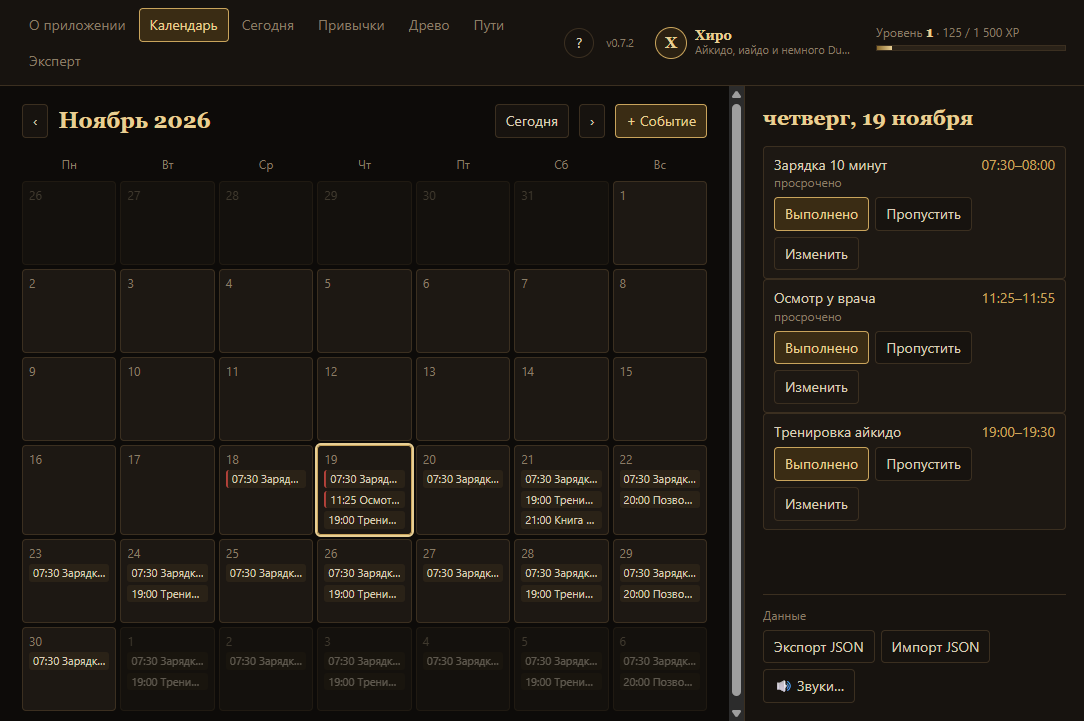 О приложении
Календарь
Сегодня
Привычки
Древо
Пути
Эксперт
?
v0.7.2
Х
Хиро
Айкидо, иайдо и немного Du...
Уровень 1 · 125 / 1 500 XP
‹
Ноябрь 2026
Сегодня
›
+ Событие
Пн Вт Ср Чт Пт Сб Вс
26 27 28 29 30 31 1
2 3 4 5 6 7 8
9 10 11 12 13 14 15
16
17
18
07:30 Заряд...
19
07:30 Заряд...
11:25 Осмот...
19:00 Трени...
20
07:30 Зарядк...
21
07:30 Зарядк...
19:00 Трени...
21:00 Книга ...
22
07:30 Зарядк...
20:00 Позво...
23
07:30 Зарядк...
24
07:30 Зарядк...
19:00 Трени...
25
07:30 Зарядк...
26
07:30 Зарядк...
19:00 Трени...
27
07:30 Зарядк...
28
07:30 Зарядк...
19:00 Трени...
29
07:30 Зарядк...
20:00 Позво...
30
07:30 Зарядк...
1
07:30 Зарядк...
19:00 Трени...
2
07:30 Зарядк...
3
07:30 Зарядк...
19:00 Трени...
4
07:30 Зарядк...
5
07:30 Зарядк...
19:00 Трени...
6
07:30 Зарядк...
20:00 Позво...
четверг, 19 ноября
Зарядка 10 минут 07:30–08:00
просрочено
Выполнено
Пропустить
Изменить
Осмотр у врача 11:25–11:55
просрочено
Выполнено
Пропустить
Изменить
Тренировка айкидо 19:00–19:30
Выполнено
Пропустить
Изменить
Данные
Экспорт JSON
Импорт JSON
Звуки...